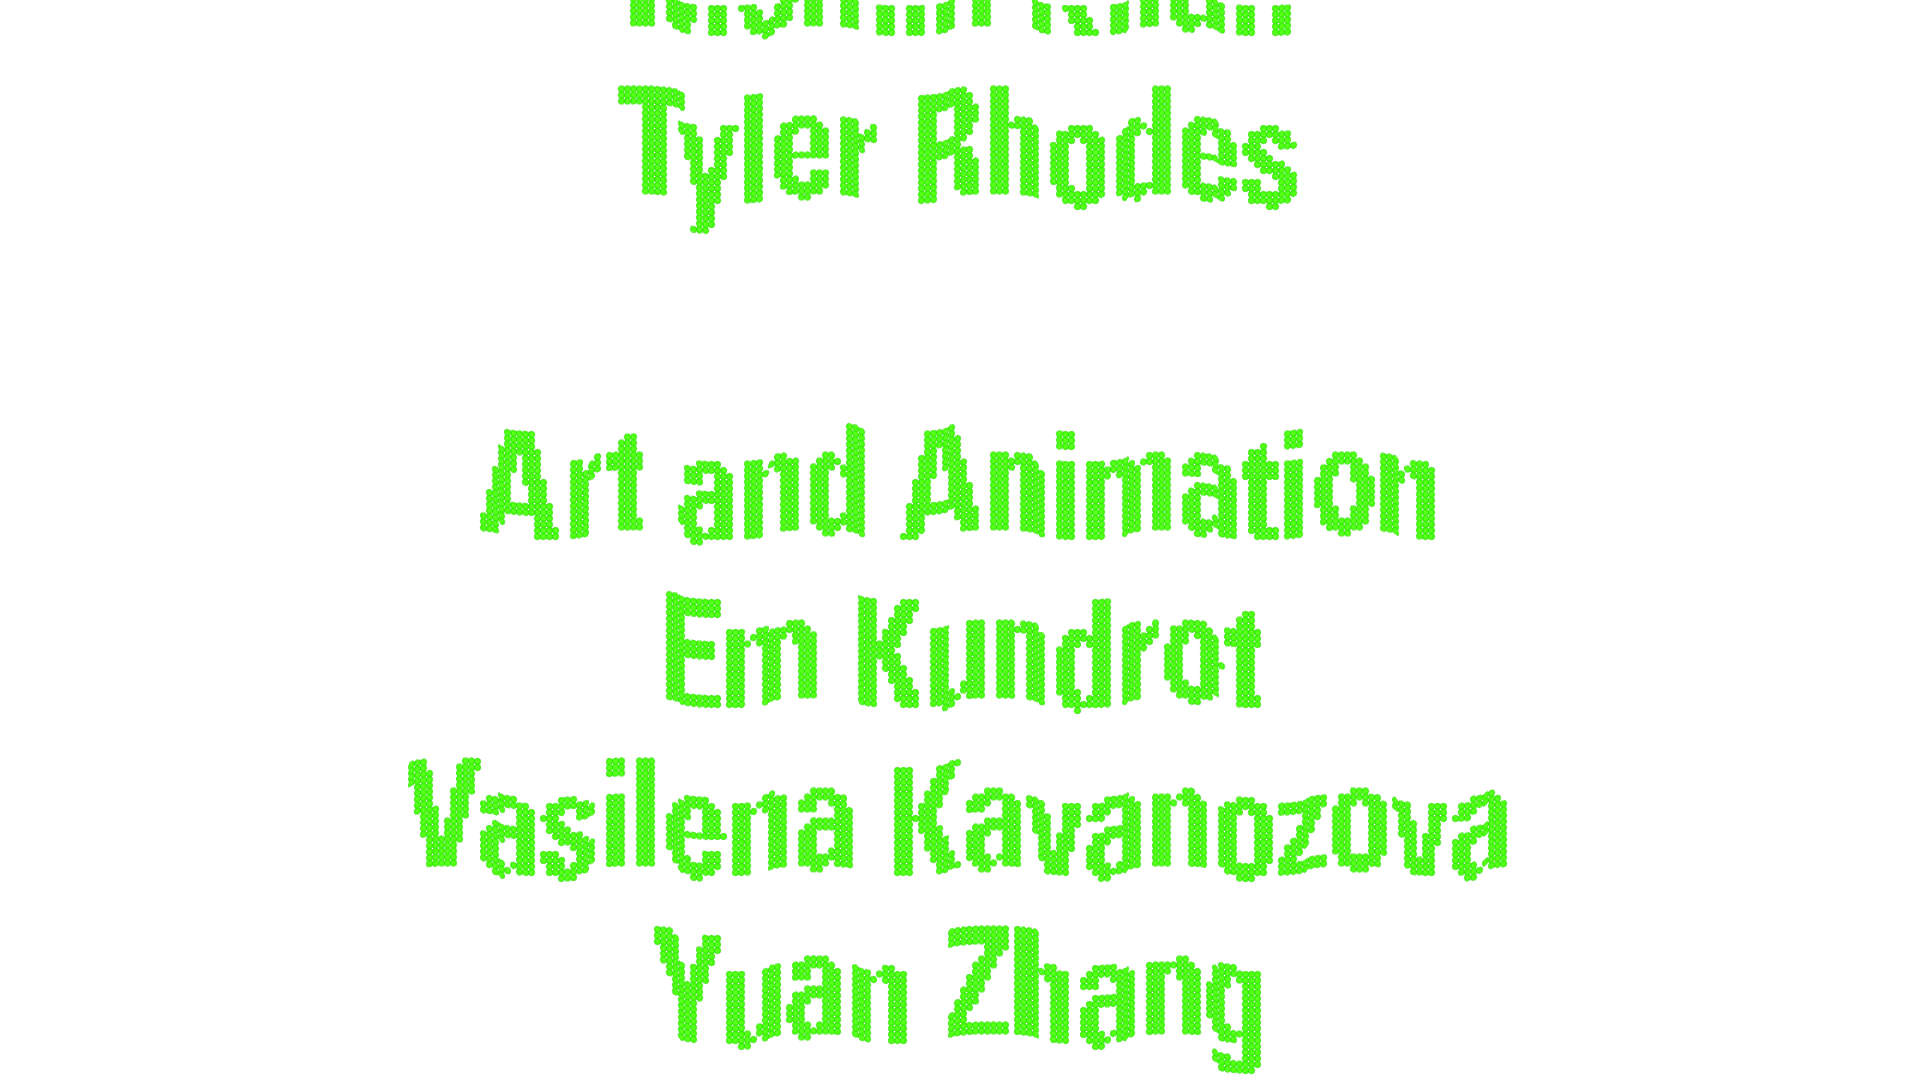 Tyler Rhodes
Art and Animation
Em Kundrot
Vasilena Kavanozova
Yuan Zhang